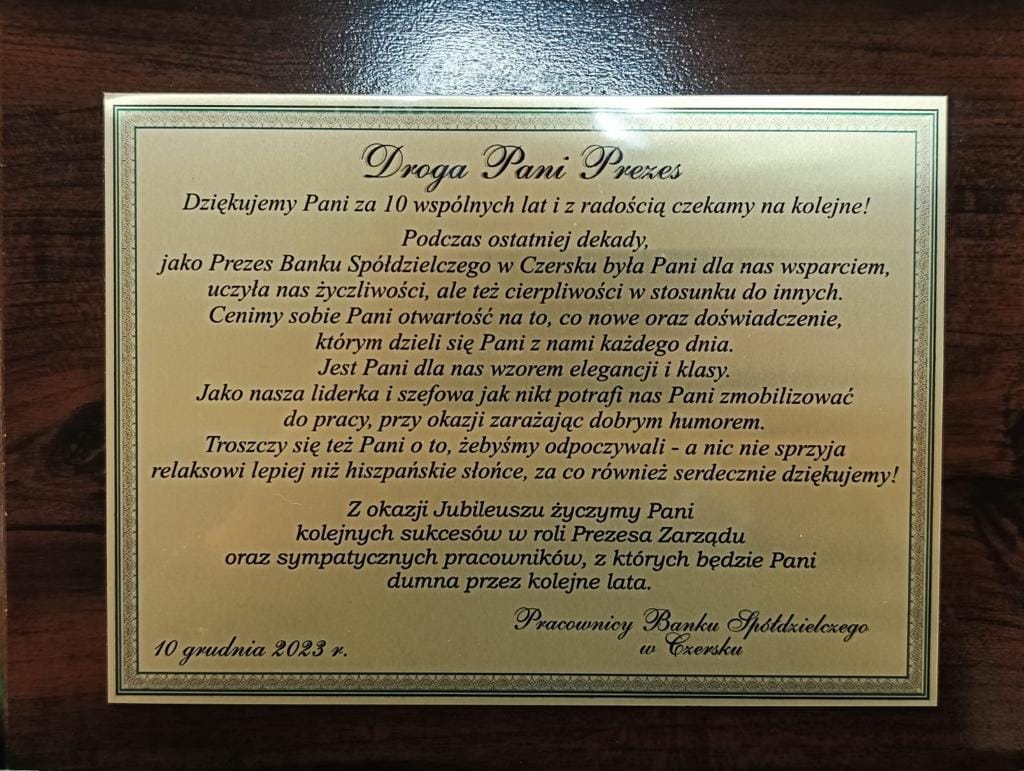 Droga Pani Prezes
Dziękujemy Pani za 10 wspólnych lat i z radością czekamy na kolejne!
Podczas ostatniej dekady,
jako Prezes Banku Spółdzielczego w Czersku była Pani dla nas wsparciem,
uczyła nas życzliwości, ale też cierpliwości w stosunku do innych.
Cenimy sobie Pani otwartość na to, co nowe oraz doświadczenie,
którym dzieli się Pani z nami każdego dnia.
Jest Pani dla nas wzorem elegancji i klasy.
Jako nasza liderka i szefowa jak nikt potrafi nas Pani zmobilizować
do pracy, przy okazji zarażając dobrym humorem.
Troszczy się też Pani o to, żebyśmy odpoczywali - a nic nie sprzyja
relaksowi lepiej niż hiszpańskie słońce, za co również serdecznie dziękujemy!
Z okazji Jubileuszu życzymy Pani
kolejnych sukcesów w roli Prezesa Zarządu
oraz sympatycznych pracowników, z których będzie Pani
dumna przez kolejne lata.
Pracownicy Banku Spółdzielczego
w Czersku
10 grudnia 2023 r.